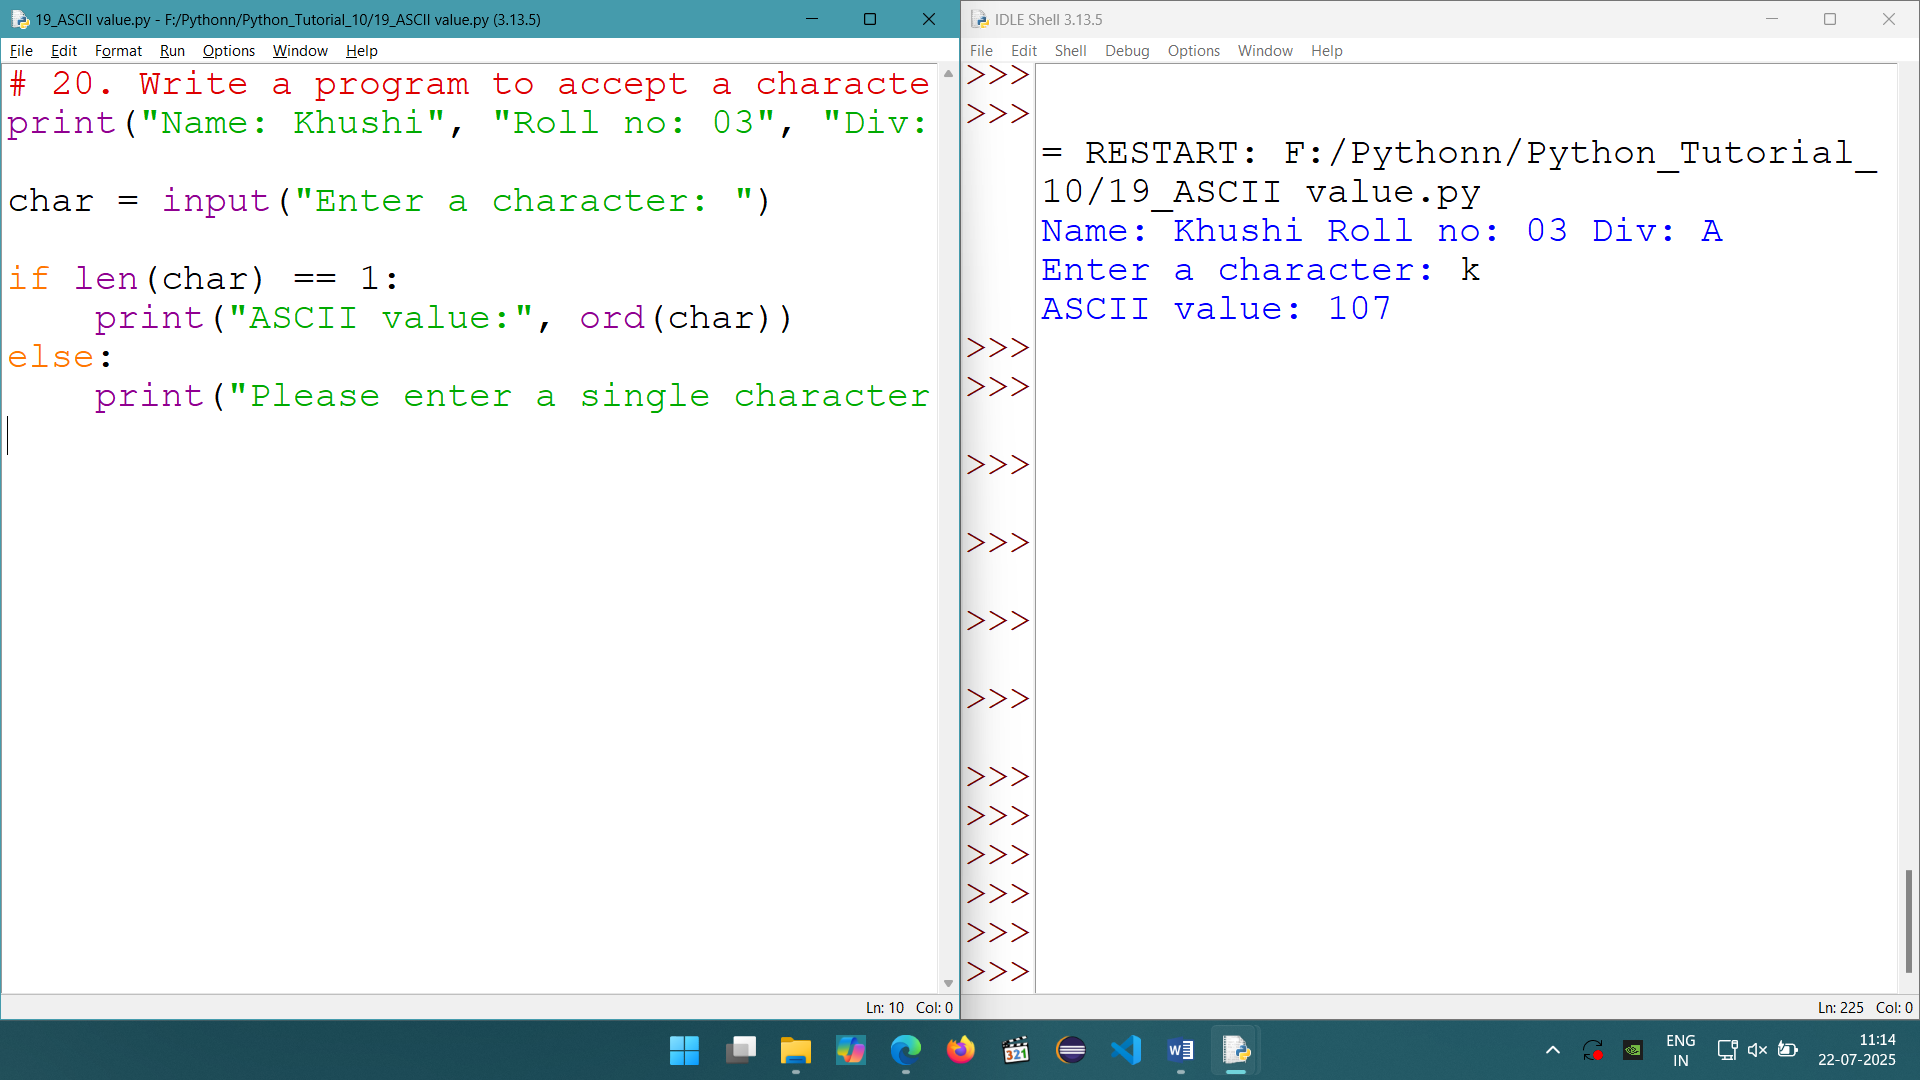 19_ASCII value.py - F:/Pythonn/Python_Tutorial_10/19_ASCII value.py (3.13.5)
File Edit Format Run Options Window Help
# 20. Write a program to accept a characte
print("Name: Khushi", "Roll no: 03", "Div:
char = input("Enter a character: ")
if len(char) == 1:
    print("ASCII value:", ord(char))
else:
    print("Please enter a single character
Ln: 10 Col: 0
IDLE Shell 3.13.5
File Edit Shell Debug Options Window Help
>>>
>>>
= RESTART: F:/Pythonn/Python_Tutorial_
10/19_ASCII value.py
Name: Khushi Roll no: 03 Div: A
Enter a character: k
ASCII value: 107
>>>
>>>
>>>
>>>
>>>
>>>
>>>
>>>
>>>
>>>
>>>
>>>
Ln: 225 Col: 0
321
W
ENG
IN
11:14
22-07-2025